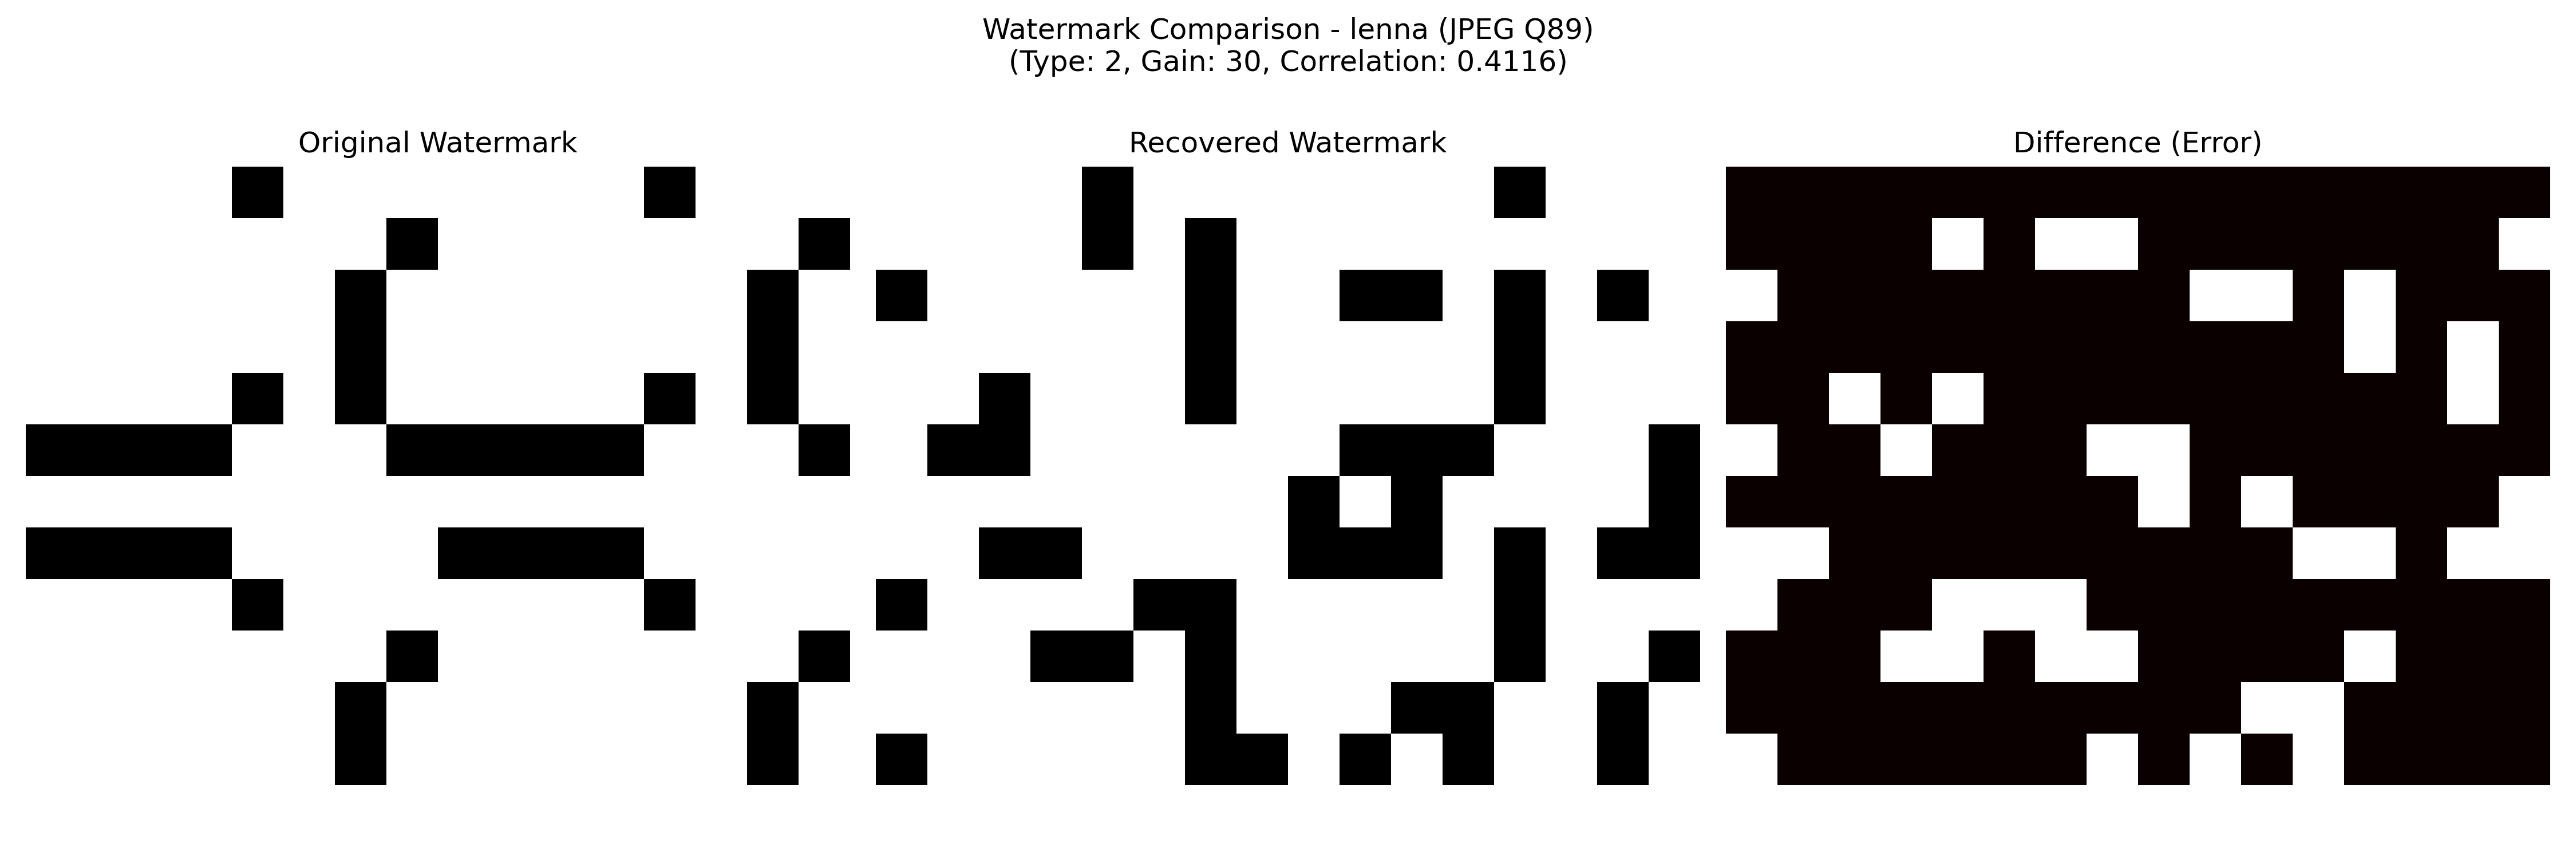 Watermark Comparison - lenna (JPEG Q89)
(Type: 2, Gain: 30, Correlation: 0.4116)
Original Watermark
Recovered Watermark
Difference (Error)